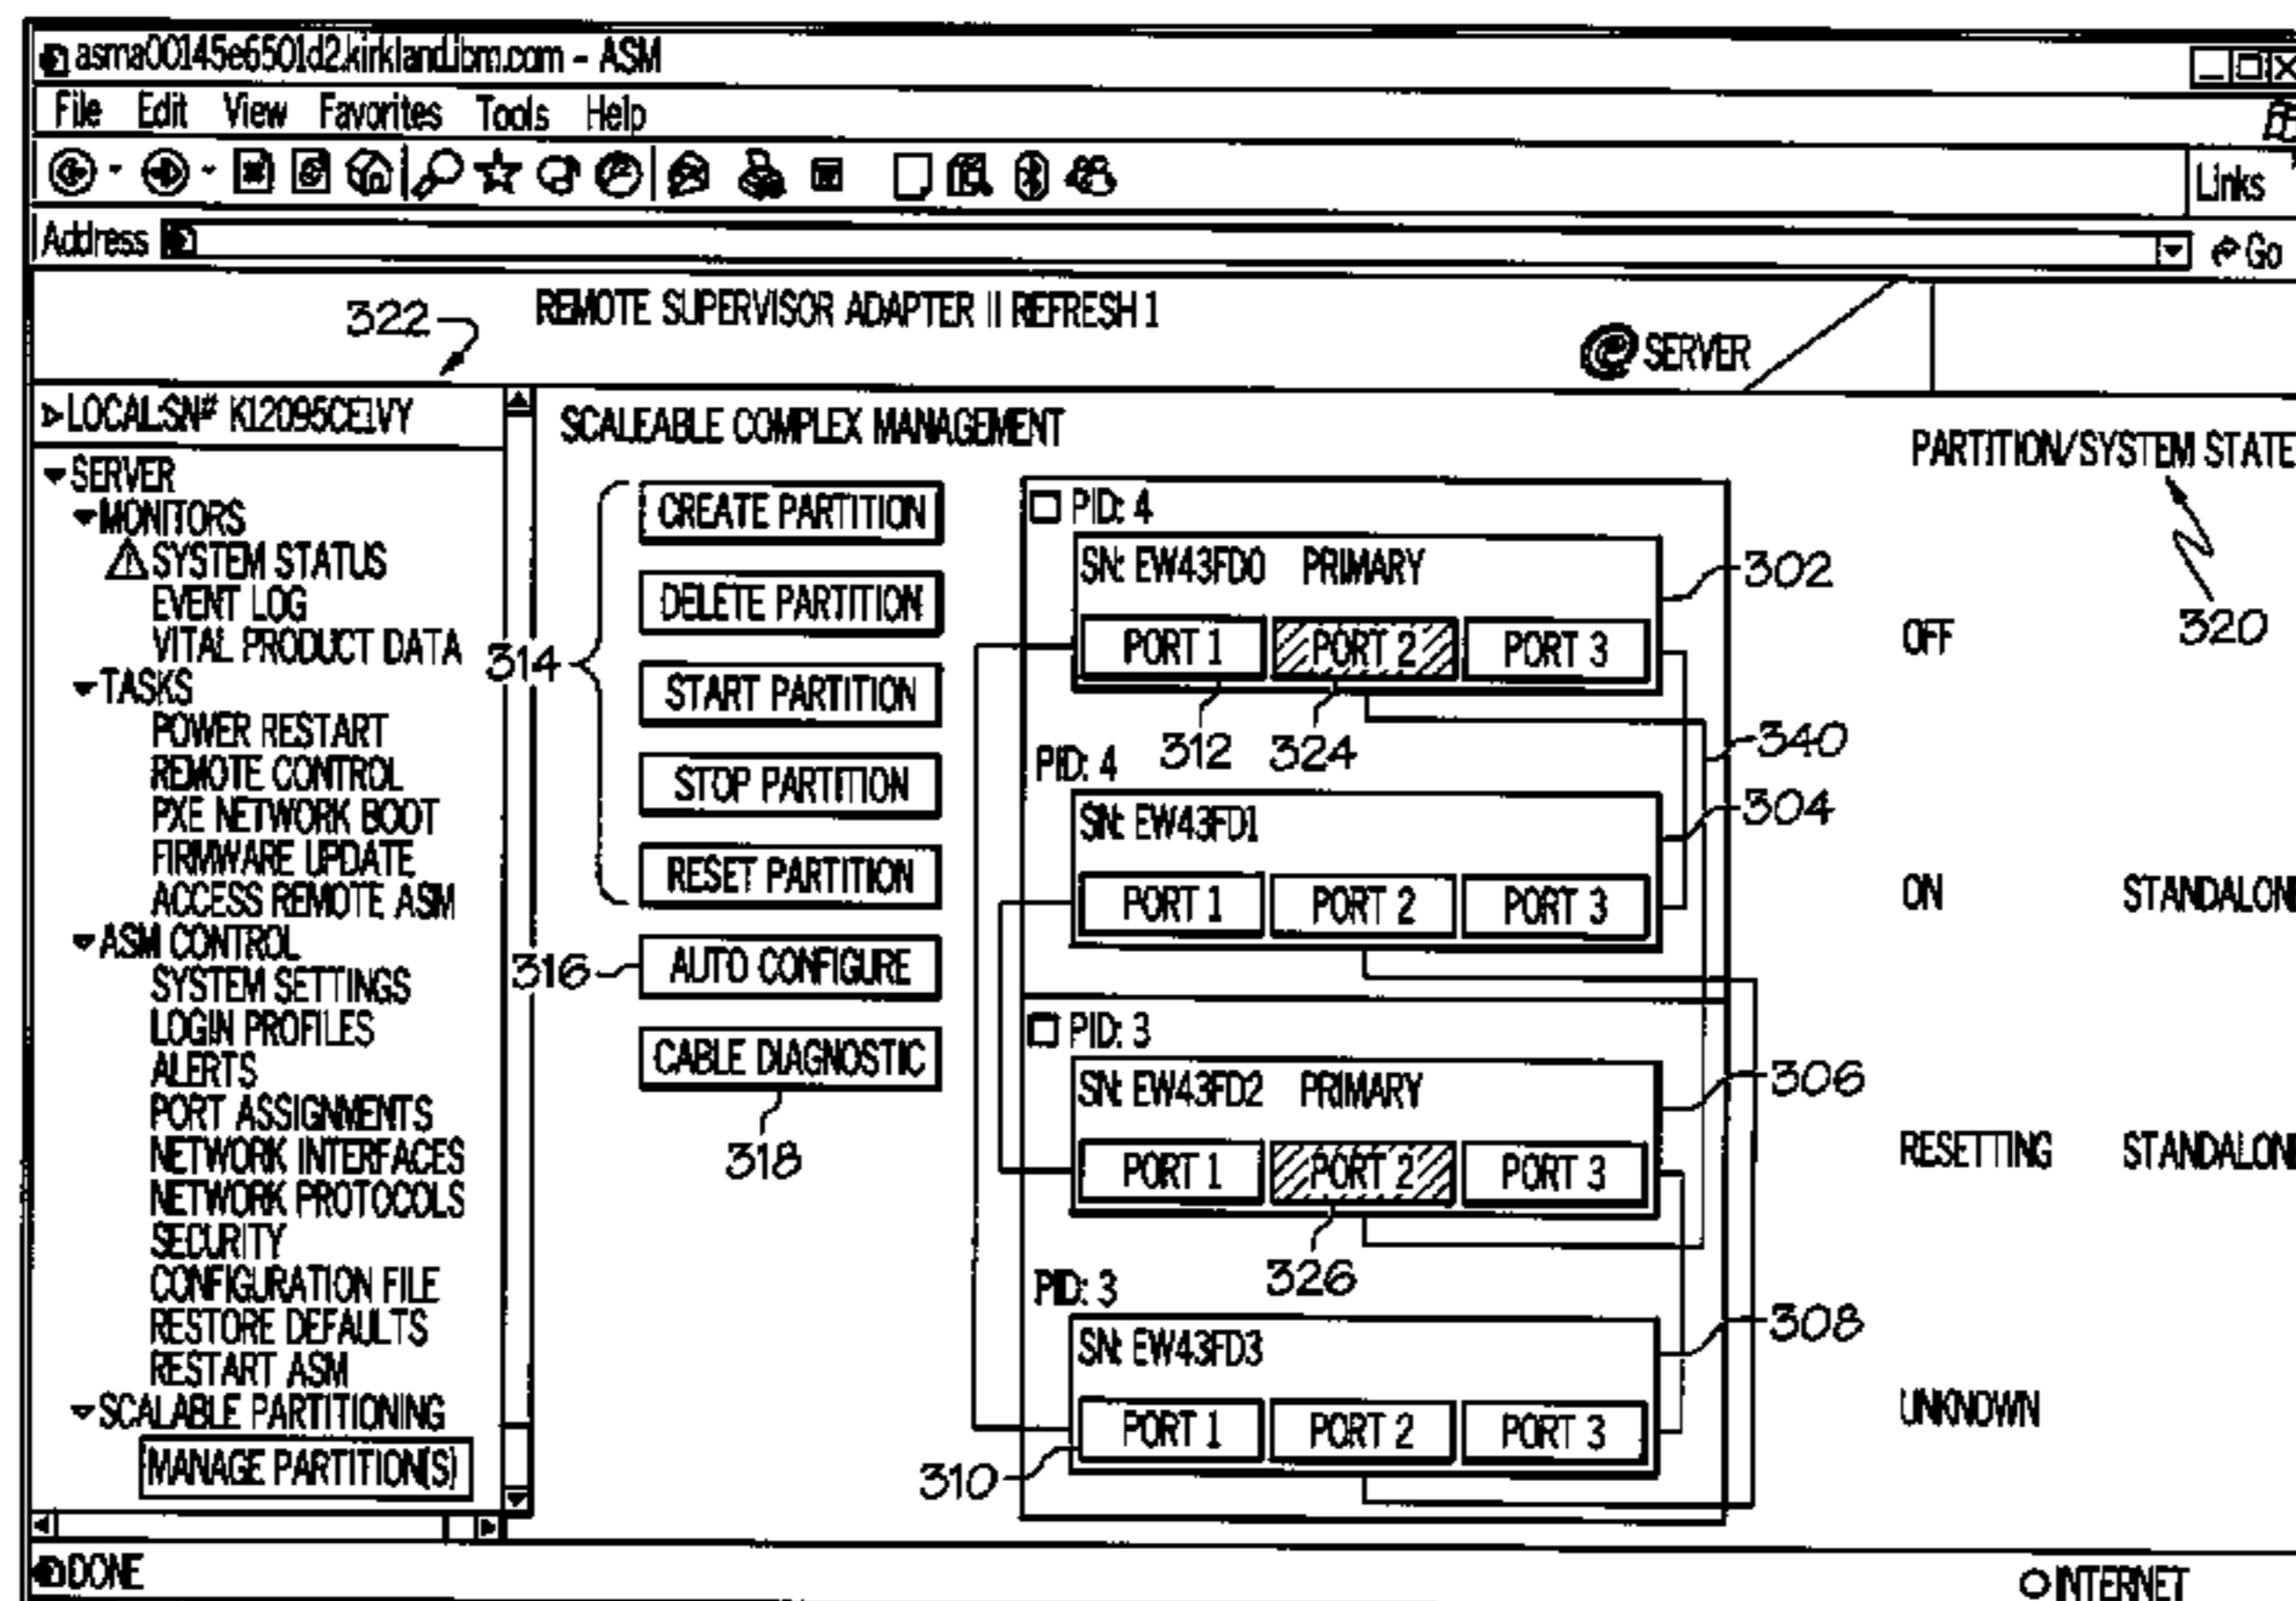 asma00145e6501d2.kirkland.ibm.com - ASM
File Edit View Favorites Tools Help
Links
Address
Go
322
REMOTE SUPERVISOR ADAPTER II REFRESH 1
SERVER
LOCAL:SN# K12095CE1VY
SERVER
MONITORS
SYSTEM STATUS
EVENT LOG
VITAL PRODUCT DATA
TASKS
POWER RESTART
REMOTE CONTROL
PXE NETWORK BOOT
FIRMWARE UPDATE
ACCESS REMOTE ASM
ASM CONTROL
SYSTEM SETTINGS
LOGIN PROFILES
ALERTS
PORT ASSIGNMENTS
NETWORK INTERFACES
NETWORK PROTOCOLS
SECURITY
CONFIGURATION FILE
RESTORE DEFAULTS
RESTART ASM
SCALABLE PARTITIONING
MANAGE PARTITION(S)
SCALEABLE COMPLEX MANAGEMENT
314
CREATE PARTITION
DELETE PARTITION
START PARTITION
STOP PARTITION
RESET PARTITION
316
AUTO CONFIGURE
CABLE DIAGNOSTIC
318
PID: 4
SN: EW43FD0 PRIMARY
PORT 1 PORT 2 PORT 3
302
312 324
340
PID: 4
SN: EW43FD1
PORT 1 PORT 2 PORT 3
304
PID: 3
SN: EW43FD2 PRIMARY
PORT 1 PORT 2 PORT 3
306
326
PID: 3
SN: EW43FD3
PORT 1 PORT 2 PORT 3
308
310
PARTITION/SYSTEM STATE
320
OFF
ON STANDALON
RESETTING STANDALON
UNKNOWN
DONE
INTERNET